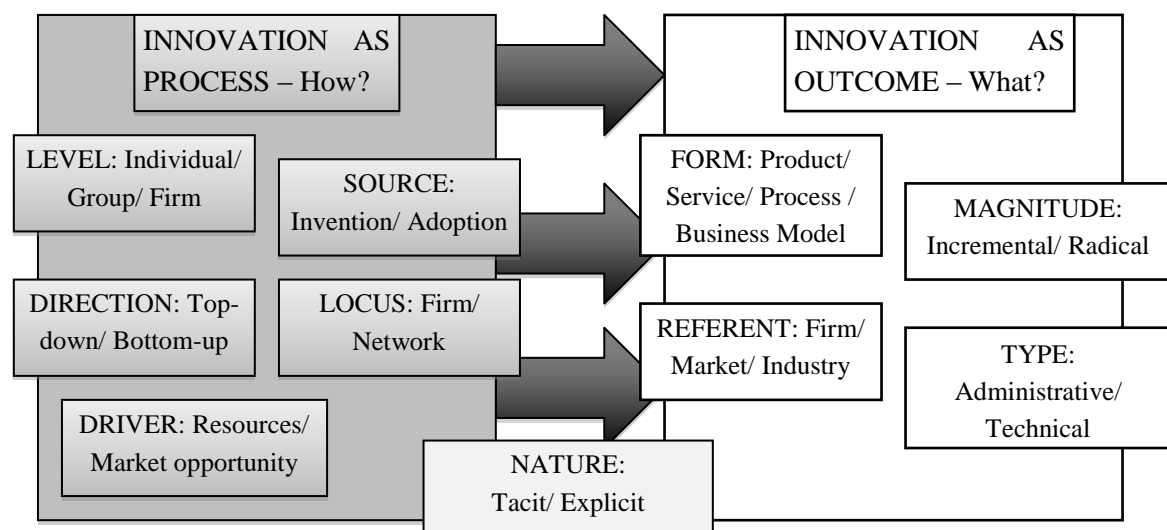 INNOVATION AS
PROCESS – How?
LEVEL: Individual/
Group/ Firm
SOURCE:
Invention/ Adoption
DIRECTION: Top-
down/ Bottom-up
LOCUS: Firm/
Network
DRIVER: Resources/
Market opportunity
NATURE:
Tacit/ Explicit
INNOVATION AS
OUTCOME – What?
FORM: Product/
Service/ Process /
Business Model
MAGNITUDE:
Incremental/ Radical
REFERENT: Firm/
Market/ Industry
TYPE:
Administrative/
Technical